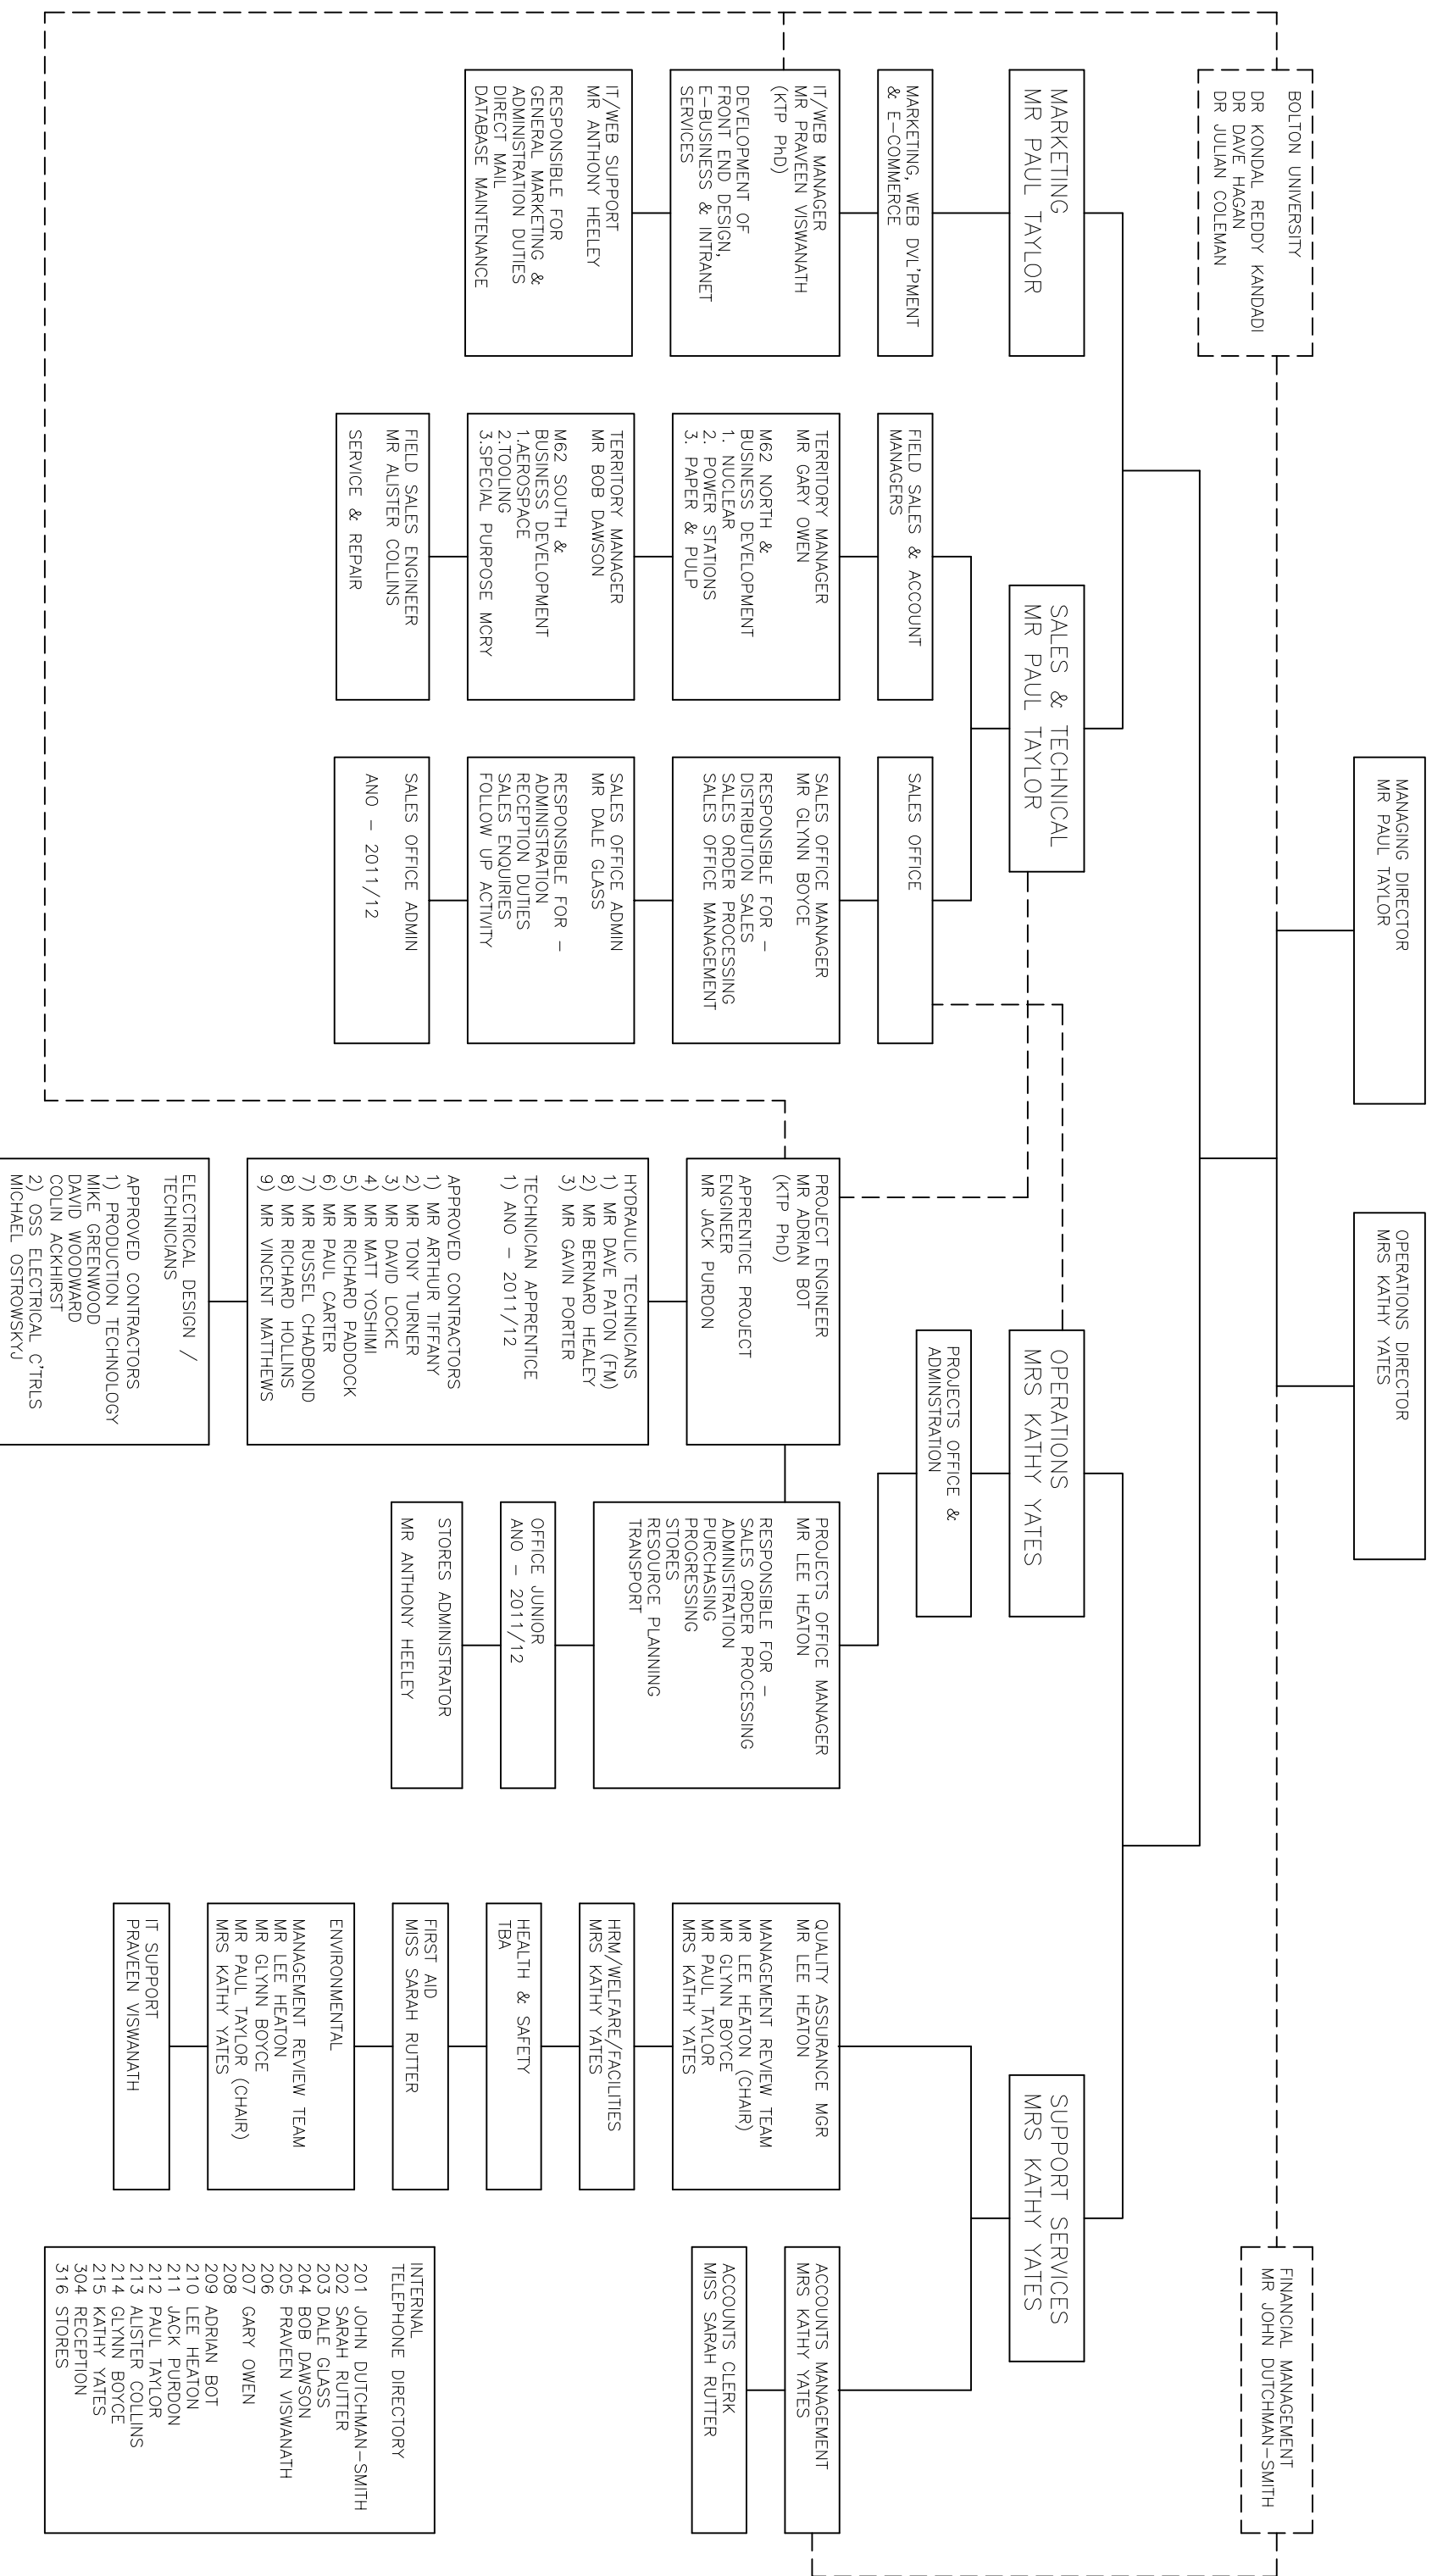 MANAGING DIRECTOR
MR PAUL TAYLOR
OPERATIONS DIRECTOR
MRS KATHY YATES
BOLTON UNIVERSITY
DR KONDAL REDDY KANDADI
DR DAVE HAGAN
DR JULIAN COLEMAN
FINANCIAL MANAGEMENT
MR JOHN DUTCHMAN-SMITH
MARKETING
MR PAUL TAYLOR
SALES & TECHNICAL
MR PAUL TAYLOR
OPERATIONS
MRS KATHY YATES
SUPPORT SERVICES
MRS KATHY YATES
MARKETING, WEB DVL'PMENT
& E-COMMERCE
IT/WEB MANAGER
MR PRAVEEN VISWANATH
(KTP PhD)
DEVELOPMENT OF
FRONT END DESIGN,
E-BUSINESS & INTRANET
SERVICES
IT/WEB SUPPORT
MR ANTHONY HEELEY
RESPONSIBLE FOR
GENERAL MARKETING &
ADMINISTRATION DUTIES
DIRECT MAIL
DATABASE MAINTENANCE
FIELD SALES & ACCOUNT
MANAGERS
TERRITORY MANAGER
MR GARY OWEN
M62 NORTH &
BUSINESS DEVELOPMENT
1. NUCLEAR
2. POWER STATIONS
3. PAPER & PULP
TERRITORY MANAGER
MR BOB DAWSON
M62 SOUTH &
BUSINESS DEVELOPMENT
1.AEROSPACE
2.TOOLING
3.SPECIAL PURPOSE MCRY
FIELD SALES ENGINEER
MR ALISTER COLLINS
SERVICE & REPAIR
SALES OFFICE
SALES OFFICE MANAGER
MR GLYNN BOYCE
RESPONSIBLE FOR -
DISTRIBUTION SALES
SALES ORDER PROCESSING
SALES OFFICE MANAGEMENT
SALES OFFICE ADMIN
MR DALE GLASS
RESPONSIBLE FOR -
ADMINISTRATION
RECEPTION DUTIES
SALES ENQUIRIES
FOLLOW UP ACTIVITY
SALES OFFICE ADMIN
ANO - 2011/12
PROJECTS OFFICE &
ADMINSTRATION
PROJECT ENGINEER
MR ADRIAN BOT
(KTP PhD)
APPRENTICE PROJECT
ENGINEER
MR JACK PURDON
HYDRAULIC TECHNICIANS
1) MR DAVE PATON (FM)
2) MR BERNARD HEALEY
3) MR GAVIN PORTER
TECHNICIAN APPRENTICE
1) ANO - 2011/12
APPROVED CONTRACTORS
1) MR ARTHUR TIFFANY
2) MR TONY TURNER
3) MR DAVID LOCKE
4) MR MATT YOSHIMI
5) MR RICHARD PADDOCK
6) MR PAUL CARTER
7) MR RUSSEL CHADBOND
8) MR RICHARD HOLLINS
9) MR VINCENT MATTHEWS
ELECTRICAL DESIGN /
TECHNICIANS
APPROVED CONTRACTORS
1) PRODUCTION TECHNOLOGY
MIKE GREENWOOD
DAVID WOODWARD
COLIN ACKHIRST
2) OSS ELECTRICAL C'TRLS
MICHAEL OSTROWSKYJ
PROJECTS OFFICE MANAGER
MR LEE HEATON
RESPONSIBLE FOR -
SALES ORDER PROCESSING
ADMINISTRATION
PURCHASING
PROGRESSING
STORES
RESOURCE PLANNING
TRANSPORT
OFFICE JUNIOR
ANO - 2011/12
STORES ADMINISTRATOR
MR ANTHONY HEELEY
QUALITY ASSURANCE MGR
MR LEE HEATON
MANAGEMENT REVIEW TEAM
MR LEE HEATON (CHAIR)
MR GLYNN BOYCE
MR PAUL TAYLOR
MRS KATHY YATES
HRM/WELFARE/FACILITIES
MRS KATHY YATES
HEALTH & SAFETY
TBA
FIRST AID
MISS SARAH RUTTER
ENVIRONMENTAL
MANAGEMENT REVIEW TEAM
MR LEE HEATON
MR GLYNN BOYCE
MR PAUL TAYLOR (CHAIR)
MRS KATHY YATES
IT SUPPORT
PRAVEEN VISWANATH
ACCOUNTS MANAGEMENT
MRS KATHY YATES
ACCOUNTS CLERK
MISS SARAH RUTTER
INTERNAL
TELEPHONE DIRECTORY
201 JOHN DUTCHMAN-SMITH
202 SARAH RUTTER
203 DALE GLASS
204 BOB DAWSON
205 PRAVEEN VISWANATH
206
207 GARY OWEN
208
209 ADRIAN BOT
210 LEE HEATON
211 JACK PURDON
212 PAUL TAYLOR
213 ALISTER COLLINS
214 GLYNN BOYCE
215 KATHY YATES
304 RECEPTION
316 STORES